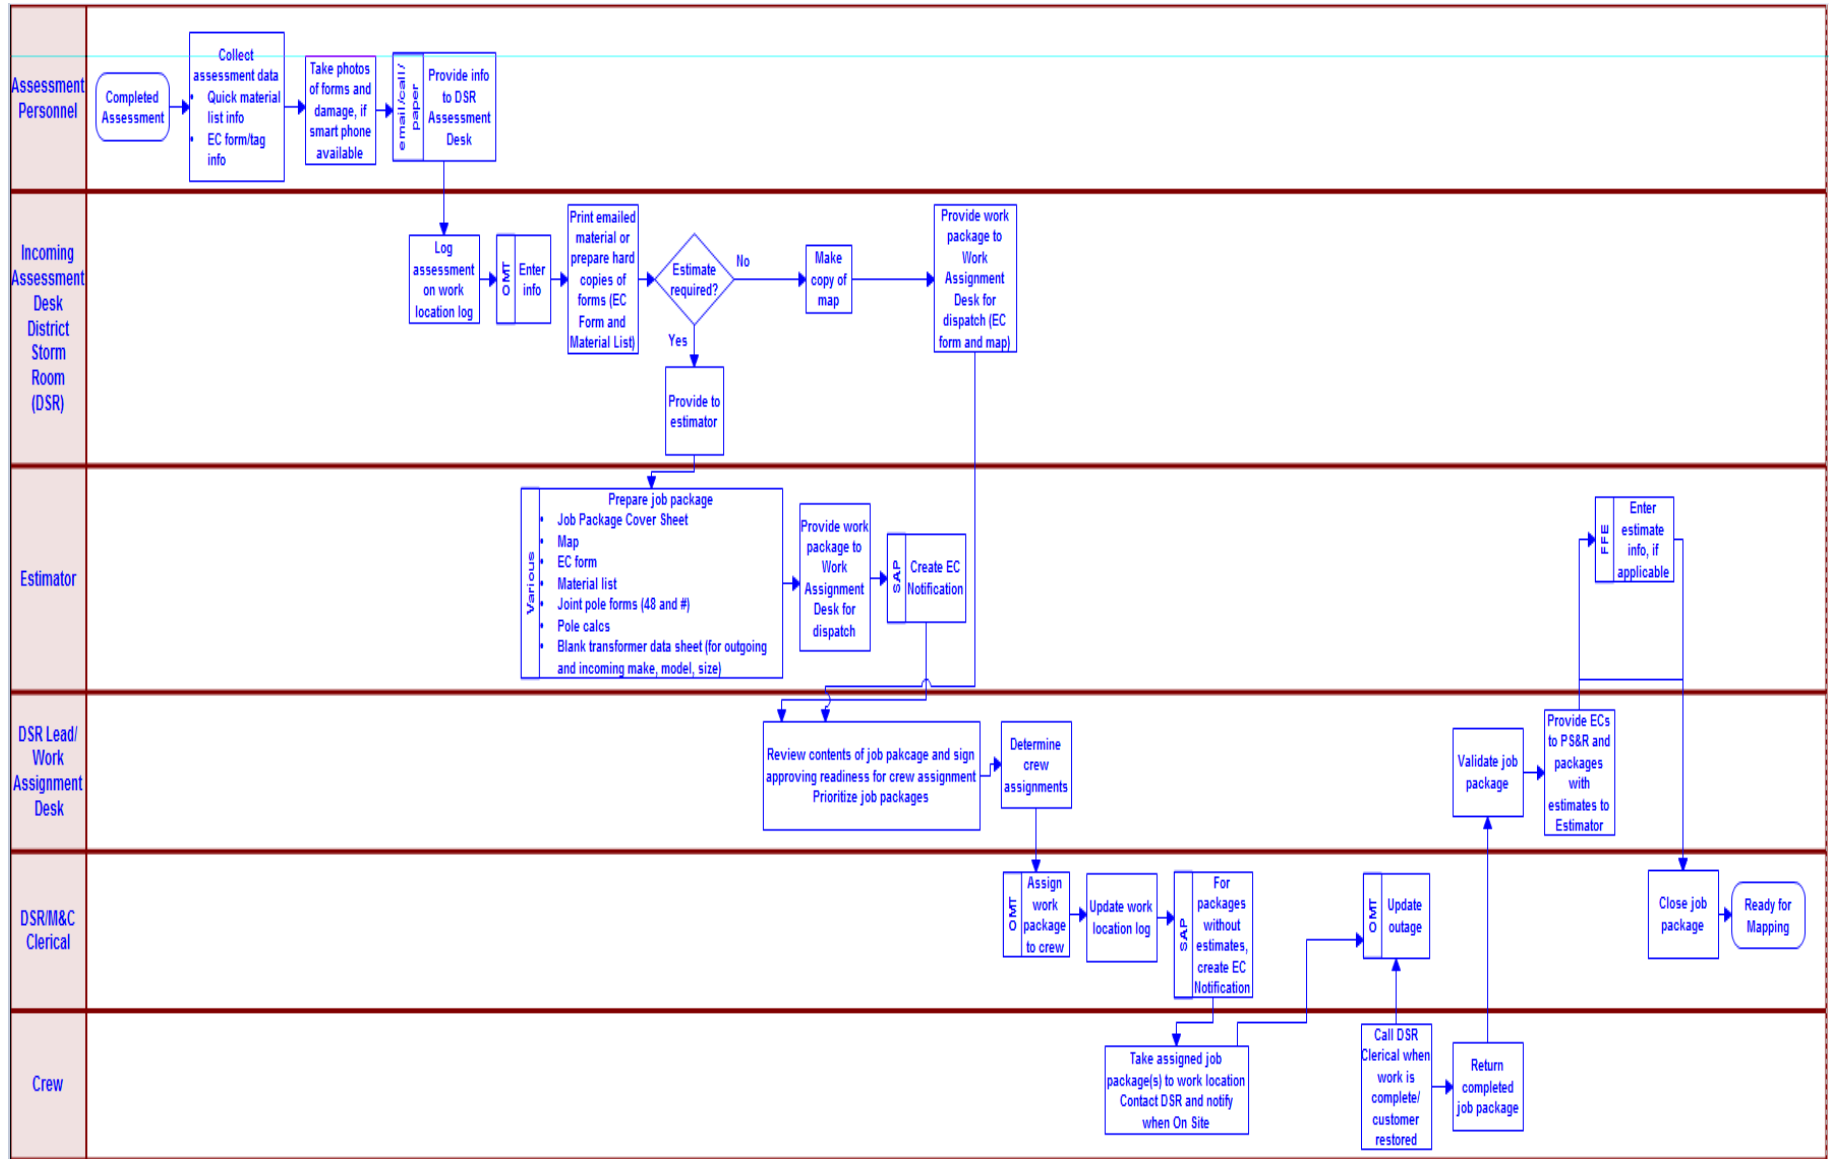 Assessment
Personnel
Completed
Assessment
Collect
assessment data
• Quick material
list info
• EC form/tag
info
Take photos
of forms and
damage, if
smart phone
available
email/call/
paper
Provide info
to DSR
Assessment
Desk
Incoming
Assessment
Desk
District
Storm
Room
(DSR)
Log
assessment
on work
location log
OMT
Enter
info
Print emailed
material or
prepare hard
copies of
forms (EC
Form and
Material List)
Estimate
required?
No
Yes
Make
copy of
map
Provide work
package to
Work
Assignment
Desk for
dispatch (EC
form and map)
Provide to
estimator
Estimator
Various
Prepare job package
• Job Package Cover Sheet
• Map
• EC form
• Material list
• Joint pole forms (48 and #)
• Pole calcs
• Blank transformer data sheet (for outgoing
and incoming make, model, size)
Provide work
package to
Work
Assignment
Desk for
dispatch
SAP
Create EC
Notification
FFE
Enter
estimate
info, if
applicable
DSR Lead/
Work
Assignment
Desk
Review contents of job pakcage and sign
approving readiness for crew assignment
Prioritize job packages
Determine
crew
assignments
Validate job
package
Provide ECs
to PS&R and
packages
with
estimates to
Estimator
DSR/M&C
Clerical
OMT
Assign
work
package
to crew
Update work
location log
SAP
For
packages
without
estimates,
create EC
Notification
OMT
Update
outage
Close job
package
Ready for
Mapping
Crew
Take assigned job
package(s) to work location
Contact DSR and notify
when On Site
Call DSR
Clerical when
work is
complete/
customer
restored
Return
completed
job package